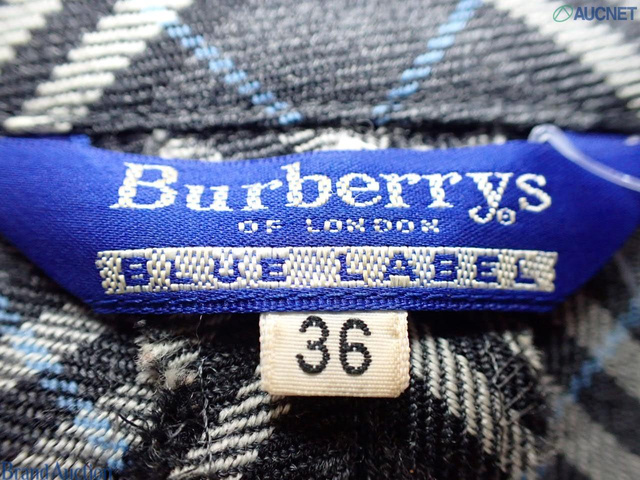 AUCNET
Burberrys
OF LONDON
BLUE LABEL
36
Brand Auction